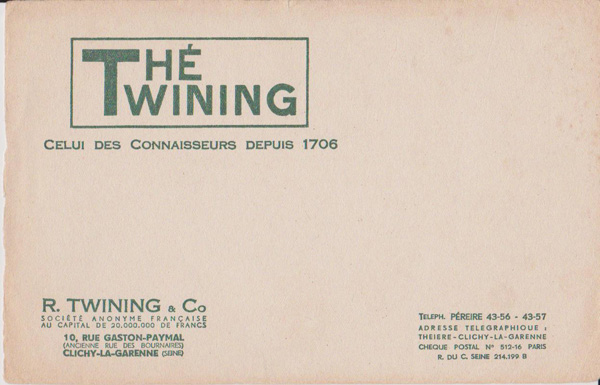 THÉ
TWINING
CELUI DES CONNAISSEURS DEPUIS 1706
R. TWINING & Co
SOCIÉTÉ ANONYME FRANÇAISE
AU CAPITAL DE 20.000.000 DE FRANCS
10, RUE GASTON-PAYMAL
(ANCIENNE RUE DES BOURNAIRES)
CLICHY-LA-GARENNE (SEINE)
TELEPH. PÉREIRE 43-56 - 43-57
ADRESSE TELEGRAPHIQUE :
THEIERE-CLICHY-LA-GARENNE
CHEQUE POSTAL N° 512-16 PARIS
R. DU C. SEINE 214.199 B